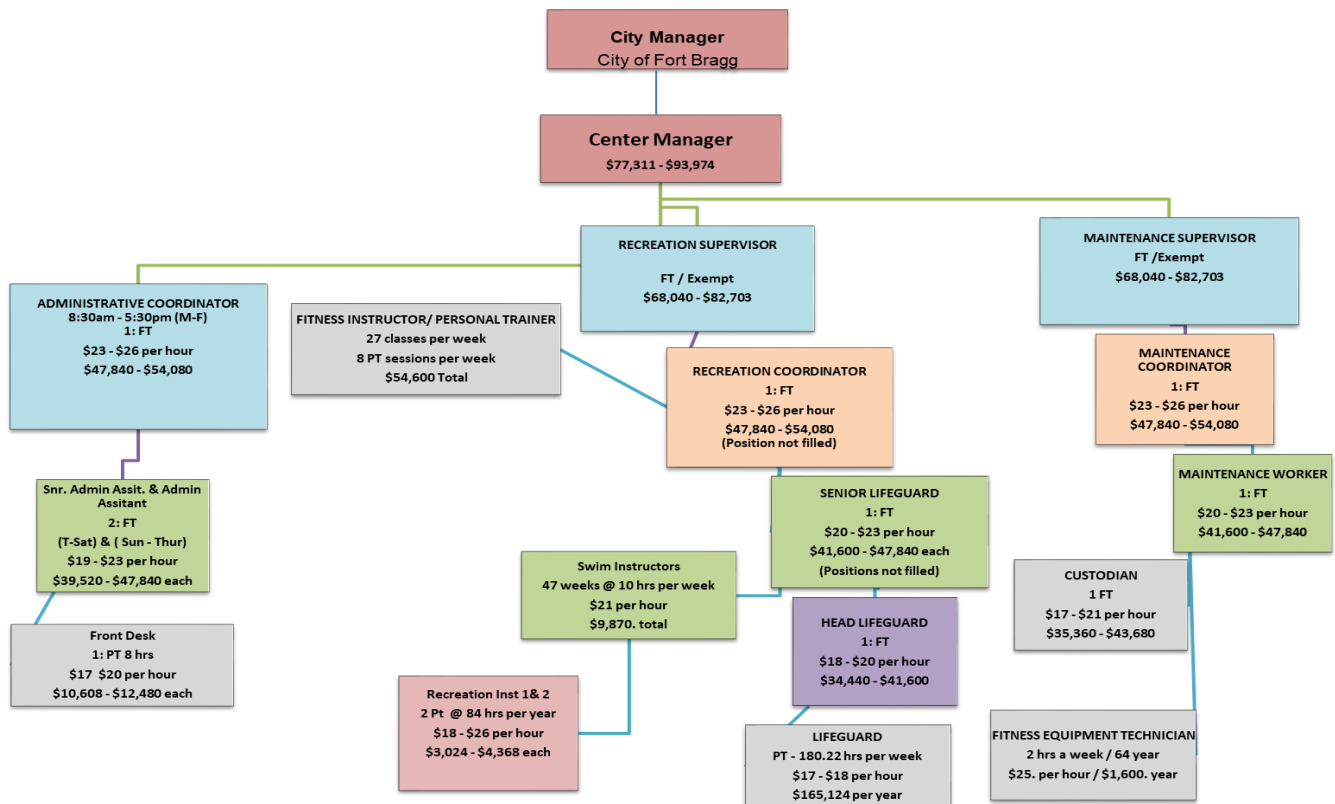 City Manager
City of Fort Bragg
Center Manager
$77,311 - $93,974
RECREATION SUPERVISOR
FT / Exempt
$68,040 - $82,703
MAINTENANCE SUPERVISOR
FT /Exempt
$68,040 - $82,703
ADMINISTRATIVE COORDINATOR
8:30am - 5:30pm (M-F)
1: FT
$23 - $26 per hour
$47,840 - $54,080
FITNESS INSTRUCTOR/ PERSONAL TRAINER
27 classes per week
8 PT sessions per week
$54,600 Total
RECREATION COORDINATOR
1: FT
$23 - $26 per hour
$47,840 - $54,080
(Position not filled)
MAINTENANCE
COORDINATOR
1: FT
$23 - $26 per hour
$47,840 - $54,080
Snr. Admin Assit. & Admin
Assitant
2: FT
(T-Sat) & ( Sun - Thur)
$19 - $23 per hour
$39,520 - $47,840 each
SENIOR LIFEGUARD
1: FT
$20 - $23 per hour
$41,600 - $47,840 each
(Positions not filled)
MAINTENANCE WORKER
1: FT
$20 - $23 per hour
$41,600 - $47,840
Swim Instructors
47 weeks @ 10 hrs per week
$21 per hour
$9,870. total
CUSTODIAN
1 FT
$17 - $21 per hour
$35,360 - $43,680
Front Desk
1: PT 8 hrs
$17 $20 per hour
$10,608 - $12,480 each
HEAD LIFEGUARD
1: FT
$18 - $20 per hour
$34,440 - $41,600
Recreation Inst 1& 2
2 Pt @ 84 hrs per year
$18 - $26 per hour
$3,024 - $4,368 each
LIFEGUARD
PT - 180.22 hrs per week
$17 - $18 per hour
$165,124 per year
FITNESS EQUIPMENT TECHNICIAN
2 hrs a week / 64 year
$25. per hour / $1,600. year